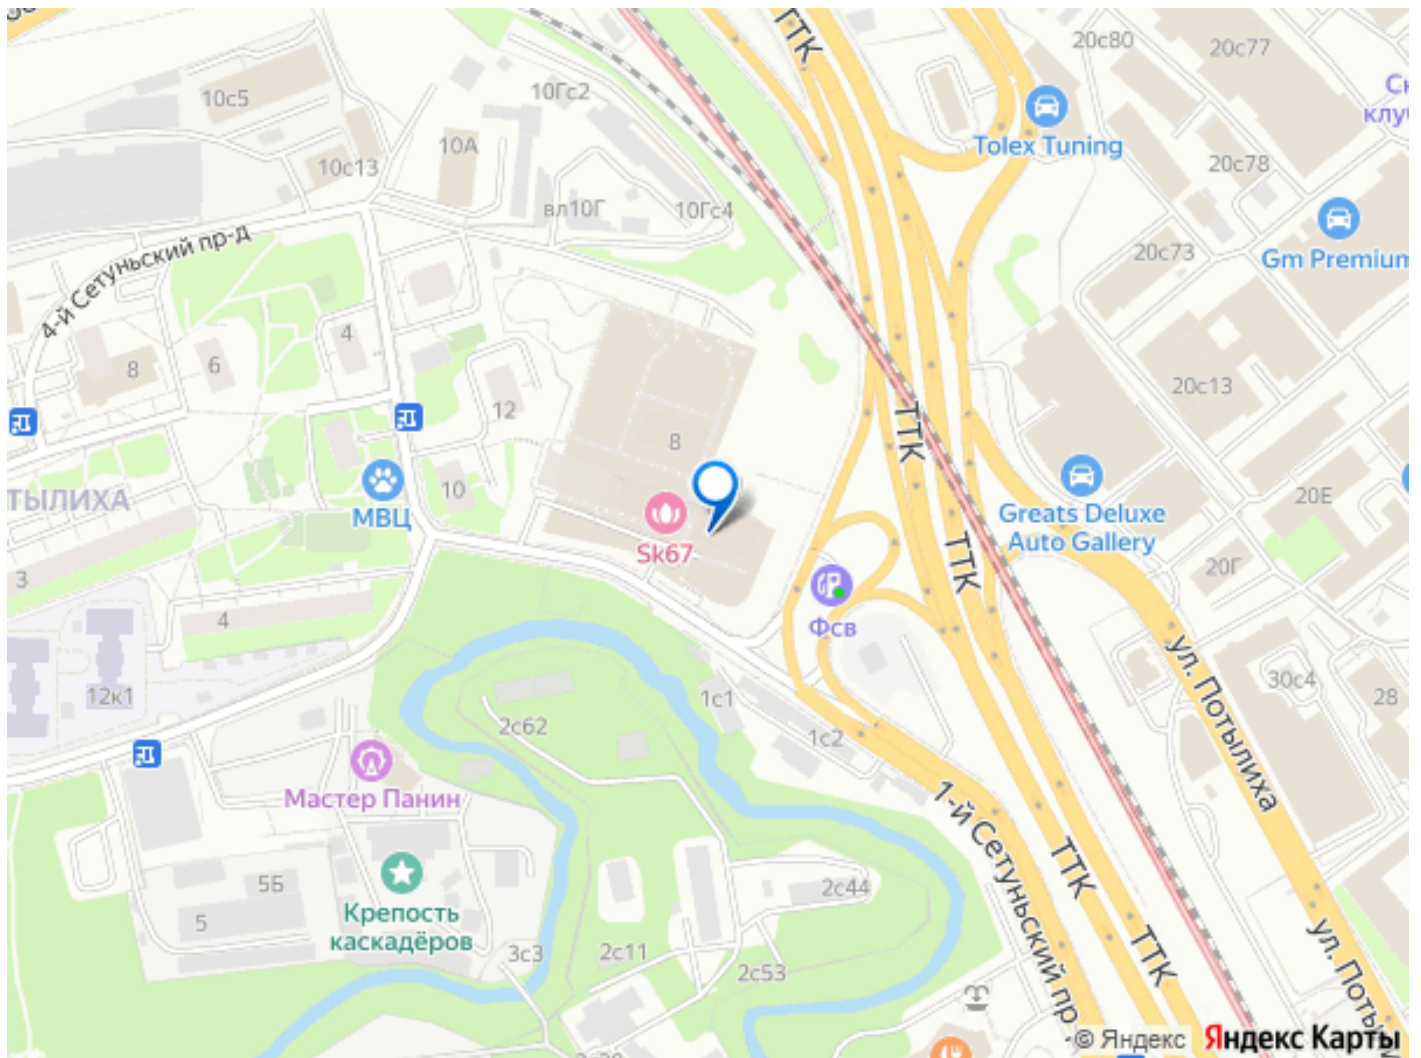 ТТК
20с80
20с77
10Гс2
10с5
Tolex Tuning
10А
10с13
20с78
вл10Г
10Гс4
4-й Сетуньский пр-д
20с73
Gm Premium
4
6
8
20с13
12
8
ТТК
ТЫЛИХА
МВЦ
10
20Е
Greats Deluxe
Auto Gallery
Sk67
ТТК
20Г
3
Фсв
4
ул. Потылиха
12к1
1с1
30с4
28
2с62
1с2
Мастер Панин
1-й Сетуньский пр
ТТК
5Б
2с44
Крепость
каскадёров
5
3с3
2с11
2с53
ТТК
ул. Поты
© Яндекс
Яндекс Карты